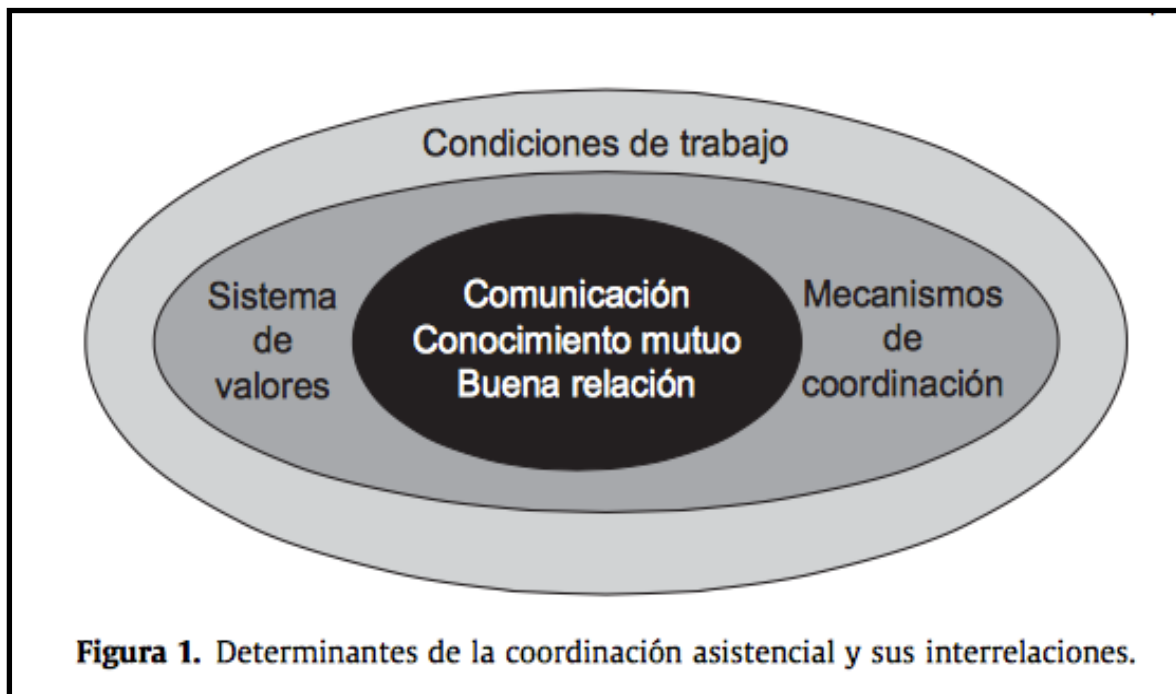 Condiciones de trabajo
Sistema
de
valores
Comunicación
Conocimiento mutuo
Buena relación
Mecanismos
de
coordinación
Figura 1. Determinantes de la coordinación asistencial y sus interrelaciones.